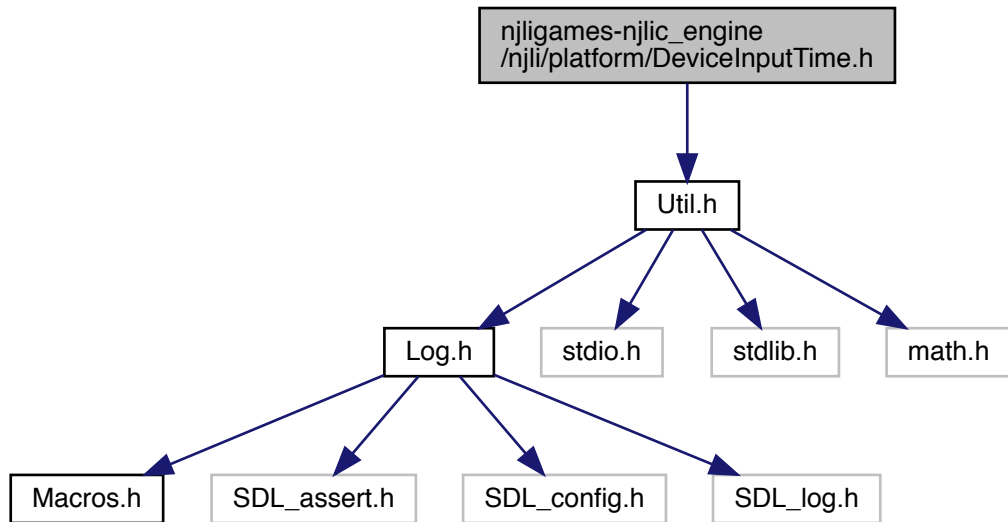 njligames-njlic_engine
/njli/platform/DeviceInputTime.h
Util.h
Log.h
stdio.h
stdlib.h
math.h
Macros.h
SDL_assert.h
SDL_config.h
SDL_log.h